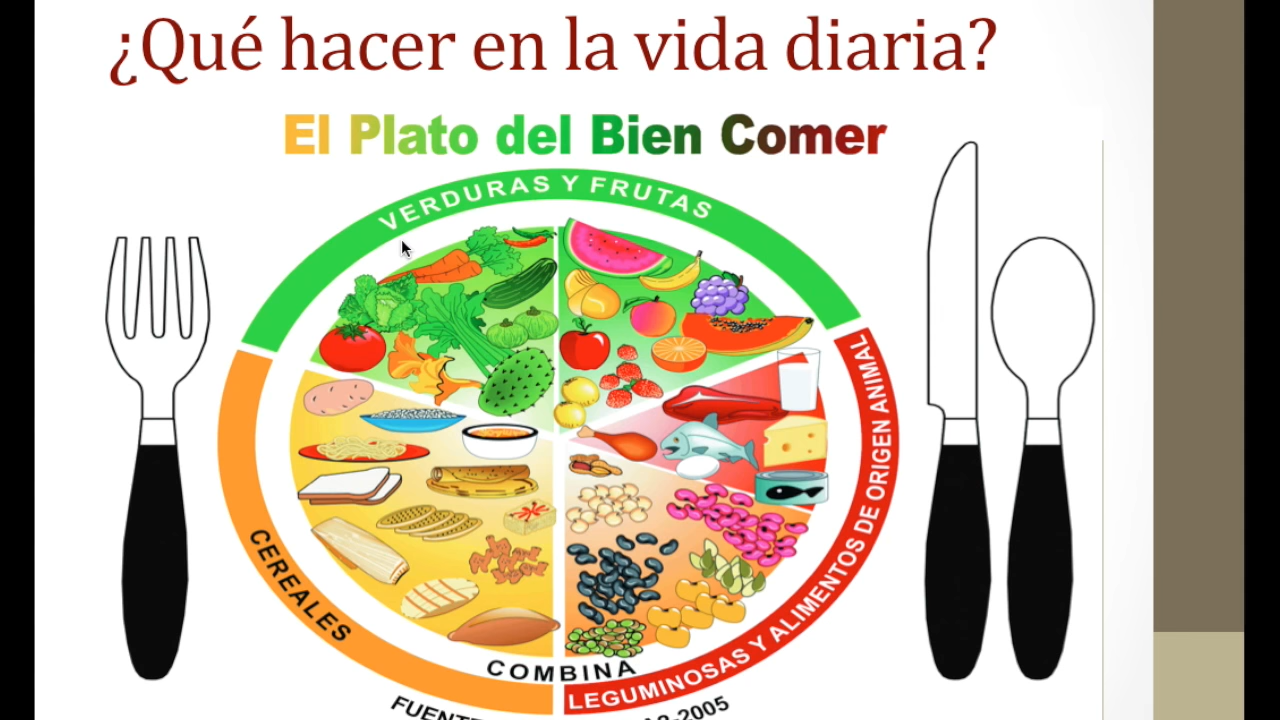 ¿Qué hacer en la vida diaria?
El Plato del Bien Comer
VERDURAS Y FRUTAS
CEREALES
COMBINA
LEGUMINOSAS Y ALIMENTOS DE ORIGEN ANIMAL